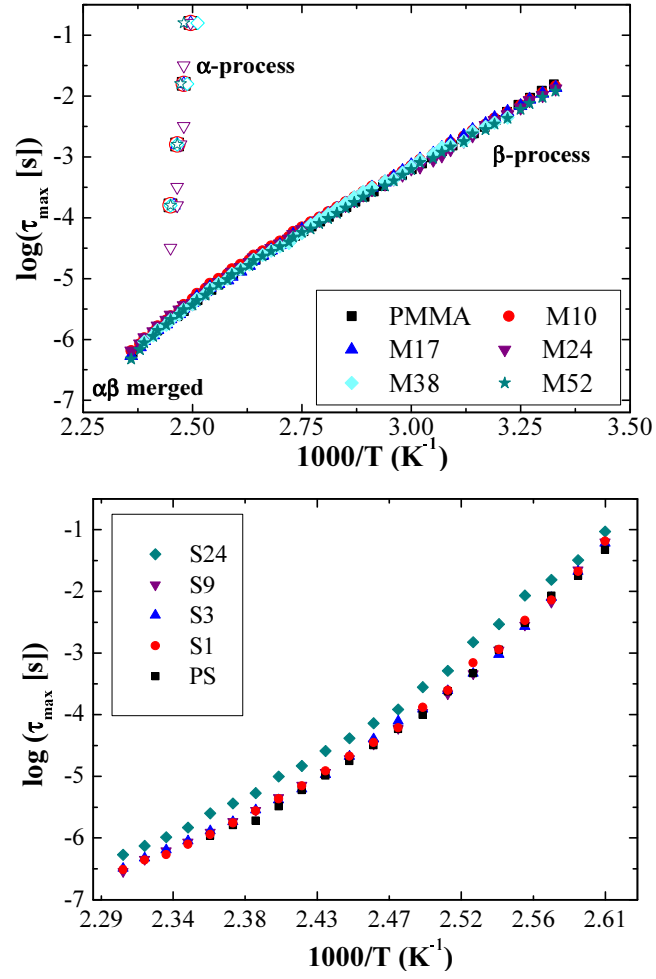 -1
α-process
-2
-3
β-process
log(τmax [s])
-4
-5
PMMA M10
M17 M24
-6
M38 M52
αβ merged
-7
2.25 2.50 2.75 3.00 3.25 3.50
1000/T (K-1)
-1
S24
S9
-2
S3
S1
-3
PS
log (τmax [s])
-4
-5
-6
-7
2.29 2.34 2.38 2.43 2.47 2.52 2.56 2.61
1000/T (K-1)